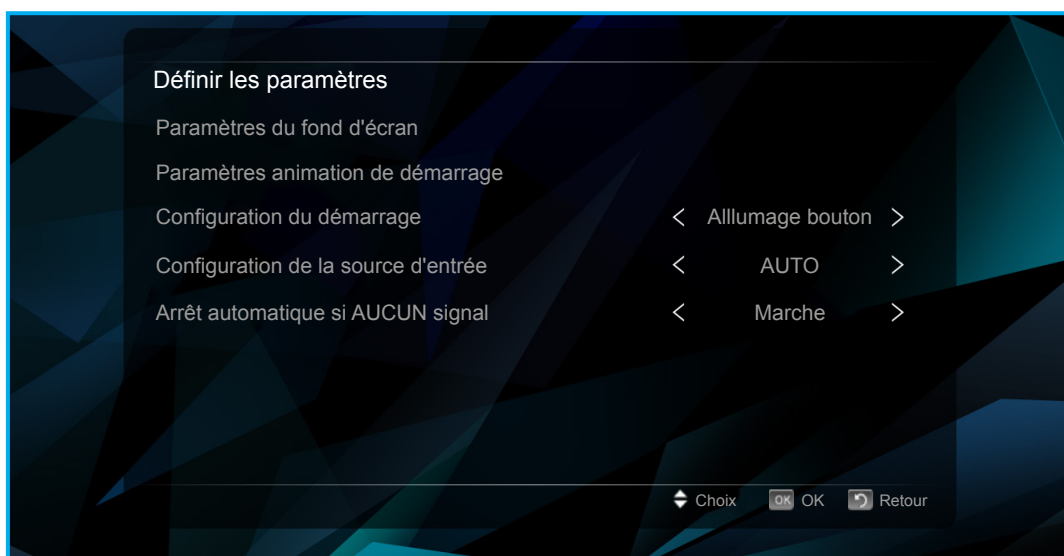 Définir les paramètres
Paramètres du fond d'écran
Paramètres animation de démarrage
Configuration du démarrage < Alllumage bouton >
Configuration de la source d'entrée < AUTO >
Arrêt automatique si AUCUN signal < Marche >
Choix OK OK Retour